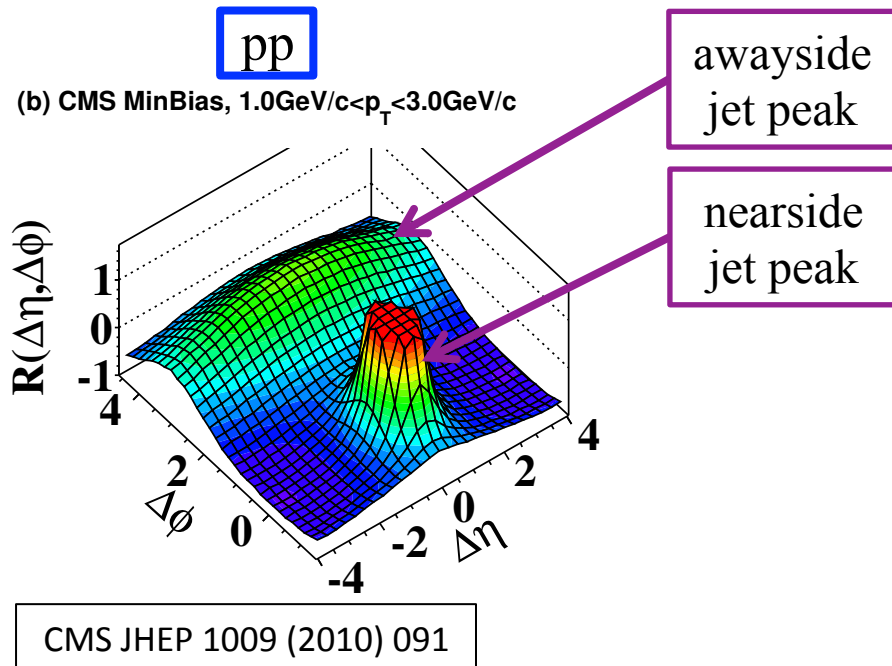 pp
(b) CMS MinBias, 1.0GeV/c<p_T<3.0GeV/c
awayside
jet peak
nearside
jet peak
R(Δη,Δφ)
1
0
-1
4
2
0
Δφ
-4
-2
0
2
4
Δη
CMS JHEP 1009 (2010) 091